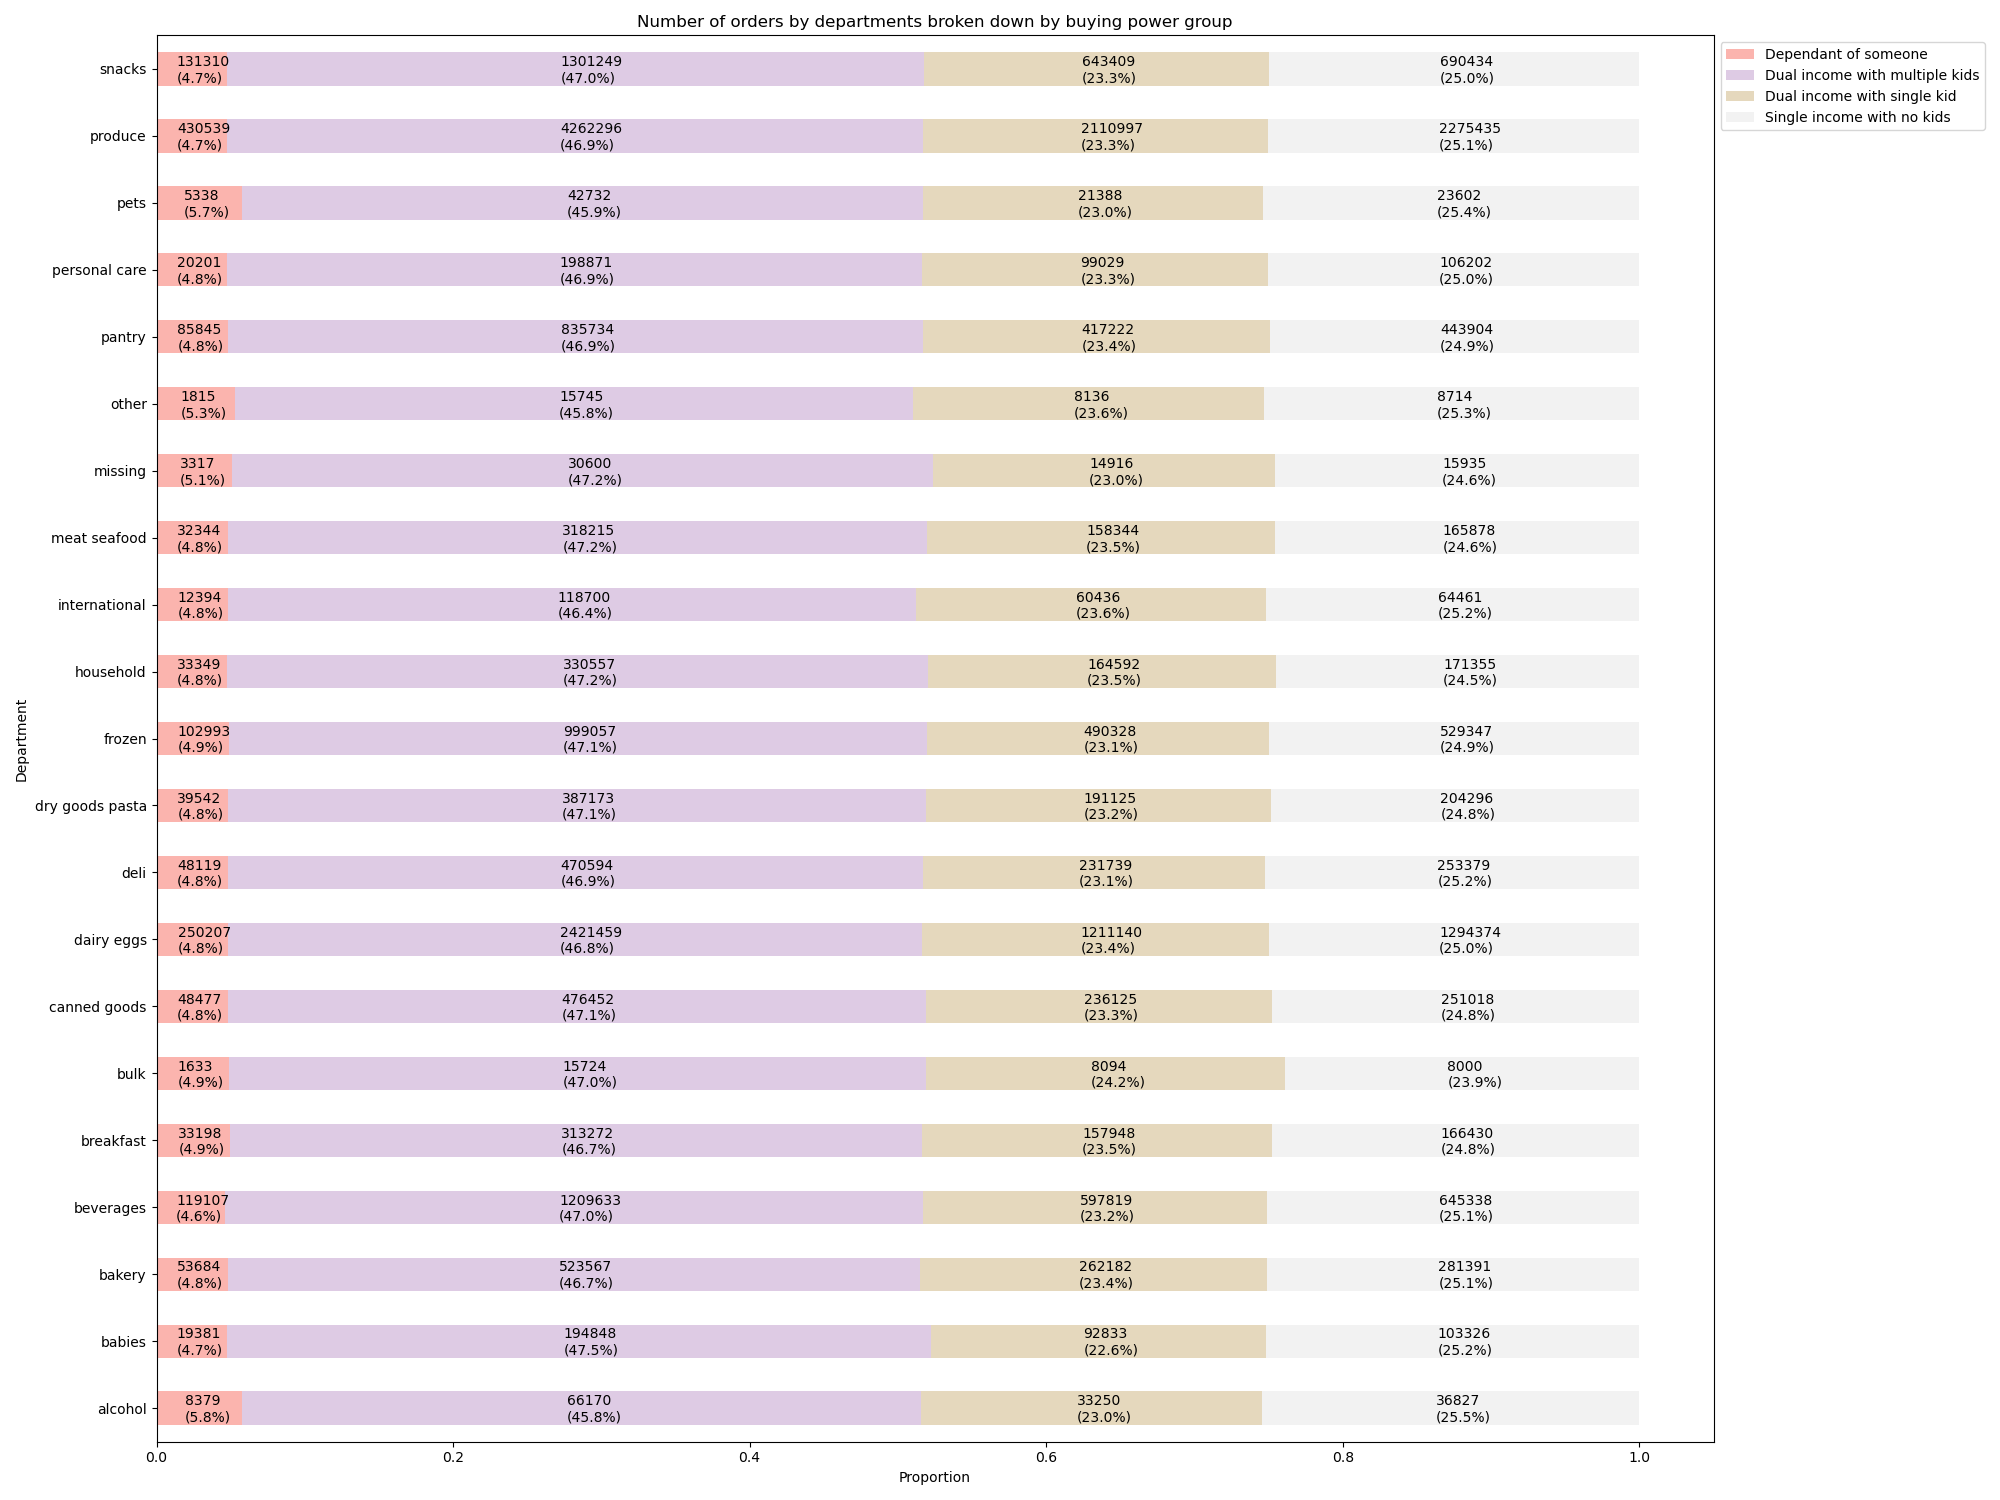 Number of orders by departments broken down by buying power group
Dependant of someone
Dual income with multiple kids
Dual income with single kid
Single income with no kids
snacks 131310 1301249 643409 690434
(4.7%) (47.0%) (23.3%) (25.0%)
produce 430539 4262296 2110997 2275435
(4.7%) (46.9%) (23.3%) (25.1%)
pets 5338 42732 21388 23602
(5.7%) (45.9%) (23.0%) (25.4%)
personal care 20201 198871 99029 106202
(4.8%) (46.9%) (23.3%) (25.0%)
pantry 85845 835734 417222 443904
(4.8%) (46.9%) (23.4%) (24.9%)
other 1815 15745 8136 8714
(5.3%) (45.8%) (23.6%) (25.3%)
missing 3317 30600 14916 15935
(5.1%) (47.2%) (23.0%) (24.6%)
meat seafood 32344 318215 158344 165878
(4.8%) (47.2%) (23.5%) (24.6%)
international 12394 118700 60436 64461
(4.8%) (46.4%) (23.6%) (25.2%)
household 33349 330557 164592 171355
(4.8%) (47.2%) (23.5%) (24.5%)
frozen 102993 999057 490328 529347
(4.9%) (47.1%) (23.1%) (24.9%)
dry goods pasta 39542 387173 191125 204296
(4.8%) (47.1%) (23.2%) (24.8%)
deli 48119 470594 231739 253379
(4.8%) (46.9%) (23.1%) (25.2%)
dairy eggs 250207 2421459 1211140 1294374
(4.8%) (46.8%) (23.4%) (25.0%)
canned goods 48477 476452 236125 251018
(4.8%) (47.1%) (23.3%) (24.8%)
bulk 1633 15724 8094 8000
(4.9%) (47.0%) (24.2%) (23.9%)
breakfast 33198 313272 157948 166430
(4.9%) (46.7%) (23.5%) (24.8%)
beverages 119107 1209633 597819 645338
(4.6%) (47.0%) (23.2%) (25.1%)
bakery 53684 523567 262182 281391
(4.8%) (46.7%) (23.4%) (25.1%)
babies 19381 194848 92833 103326
(4.7%) (47.5%) (22.6%) (25.2%)
alcohol 8379 66170 33250 36827
(5.8%) (45.8%) (23.0%) (25.5%)
Department
0.0 0.2 0.4 0.6 0.8 1.0
Proportion